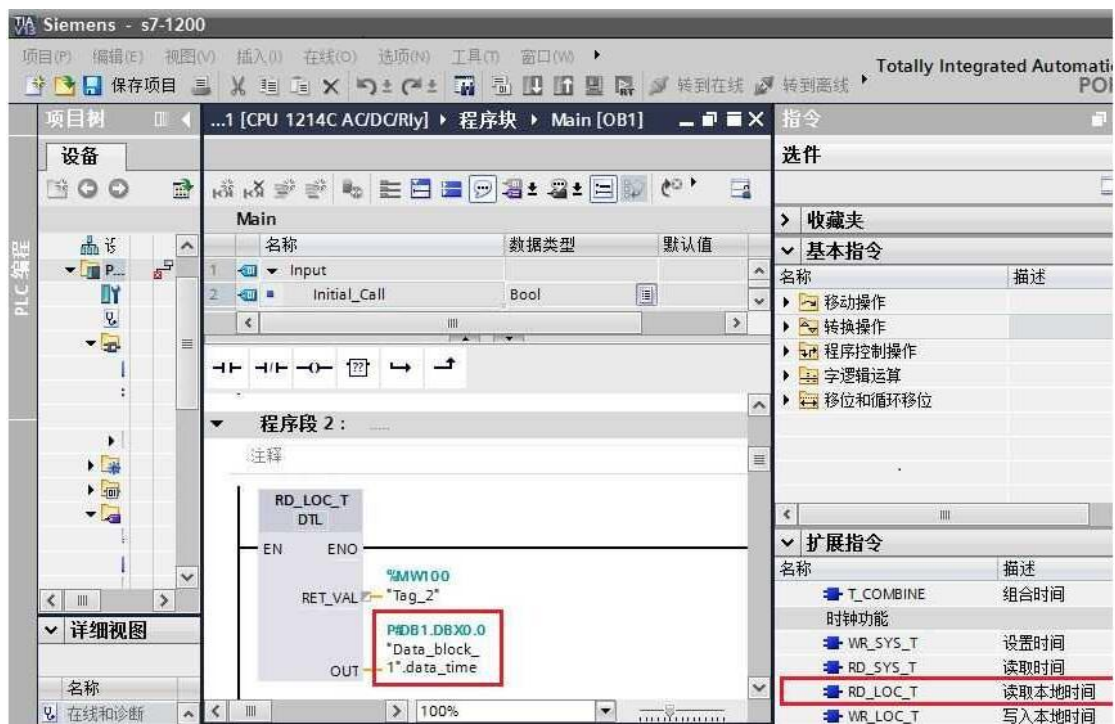 TIA
V13
Siemens - s7-1200
项目(P) 编辑(E) 视图(V) 插入(I) 在线(O) 选项(N) 工具(T) 窗口(W)
Totally Integrated Automati
保存项目 转到在线 转到离线
POI
项目树
...1 [CPU 1214C AC/DC/Rly] ▸ 程序块 ▸ Main [OB1]
指令
设备
选件
PLC 编程
Main
名称 数据类型 默认值
1 Input
2 Initial_Call Bool
收藏夹
基本指令
名称 描述
移动操作
转换操作
程序控制操作
字逻辑运算
移位和循环移位
P...
程序段 2: .....
注释
RD_LOC_T
DTL
EN ENO
%MW100
RET_VAL "Tag_2"
P#DB1.DBX0.0
"Data_block_
OUT 1".data_time
100%
详细视图
名称
在线和诊断
扩展指令
名称 描述
T_COMBINE 组合时间
时钟功能
WR_SYS_T 设置时间
RD_SYS_T 读取时间
RD_LOC_T 读取本地时间
WR_LOC_T 写入本地时间